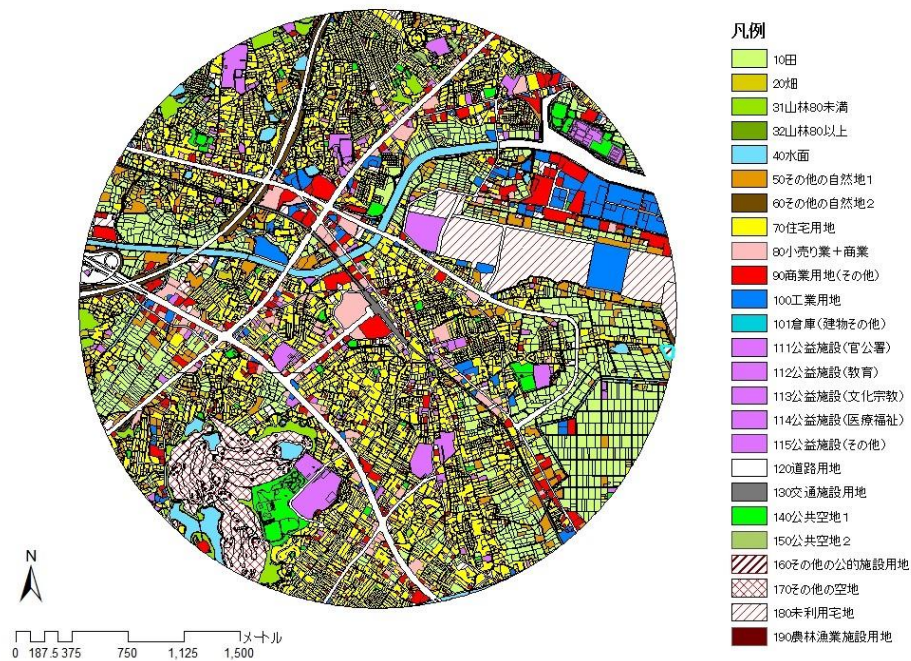 凡例
10田
20畑
31山林80未満
32山林80以上
40水面
50その他の自然地1
60その他の自然地2
70住宅用地
80小売り業+商業
90商業用地(その他)
100工業用地
101倉庫(建物その他)
111公益施設(官公署)
112公益施設(教育)
113公益施設(文化宗教)
114公益施設(医療福祉)
115公益施設(その他)
120道路用地
130交通施設用地
140公共空地1
150公共空地2
160その他の公的施設用地
170その他の空地
180未利用宅地
190農林漁業施設用地
N
メートル
0 187.5 375 750 1,125 1,500